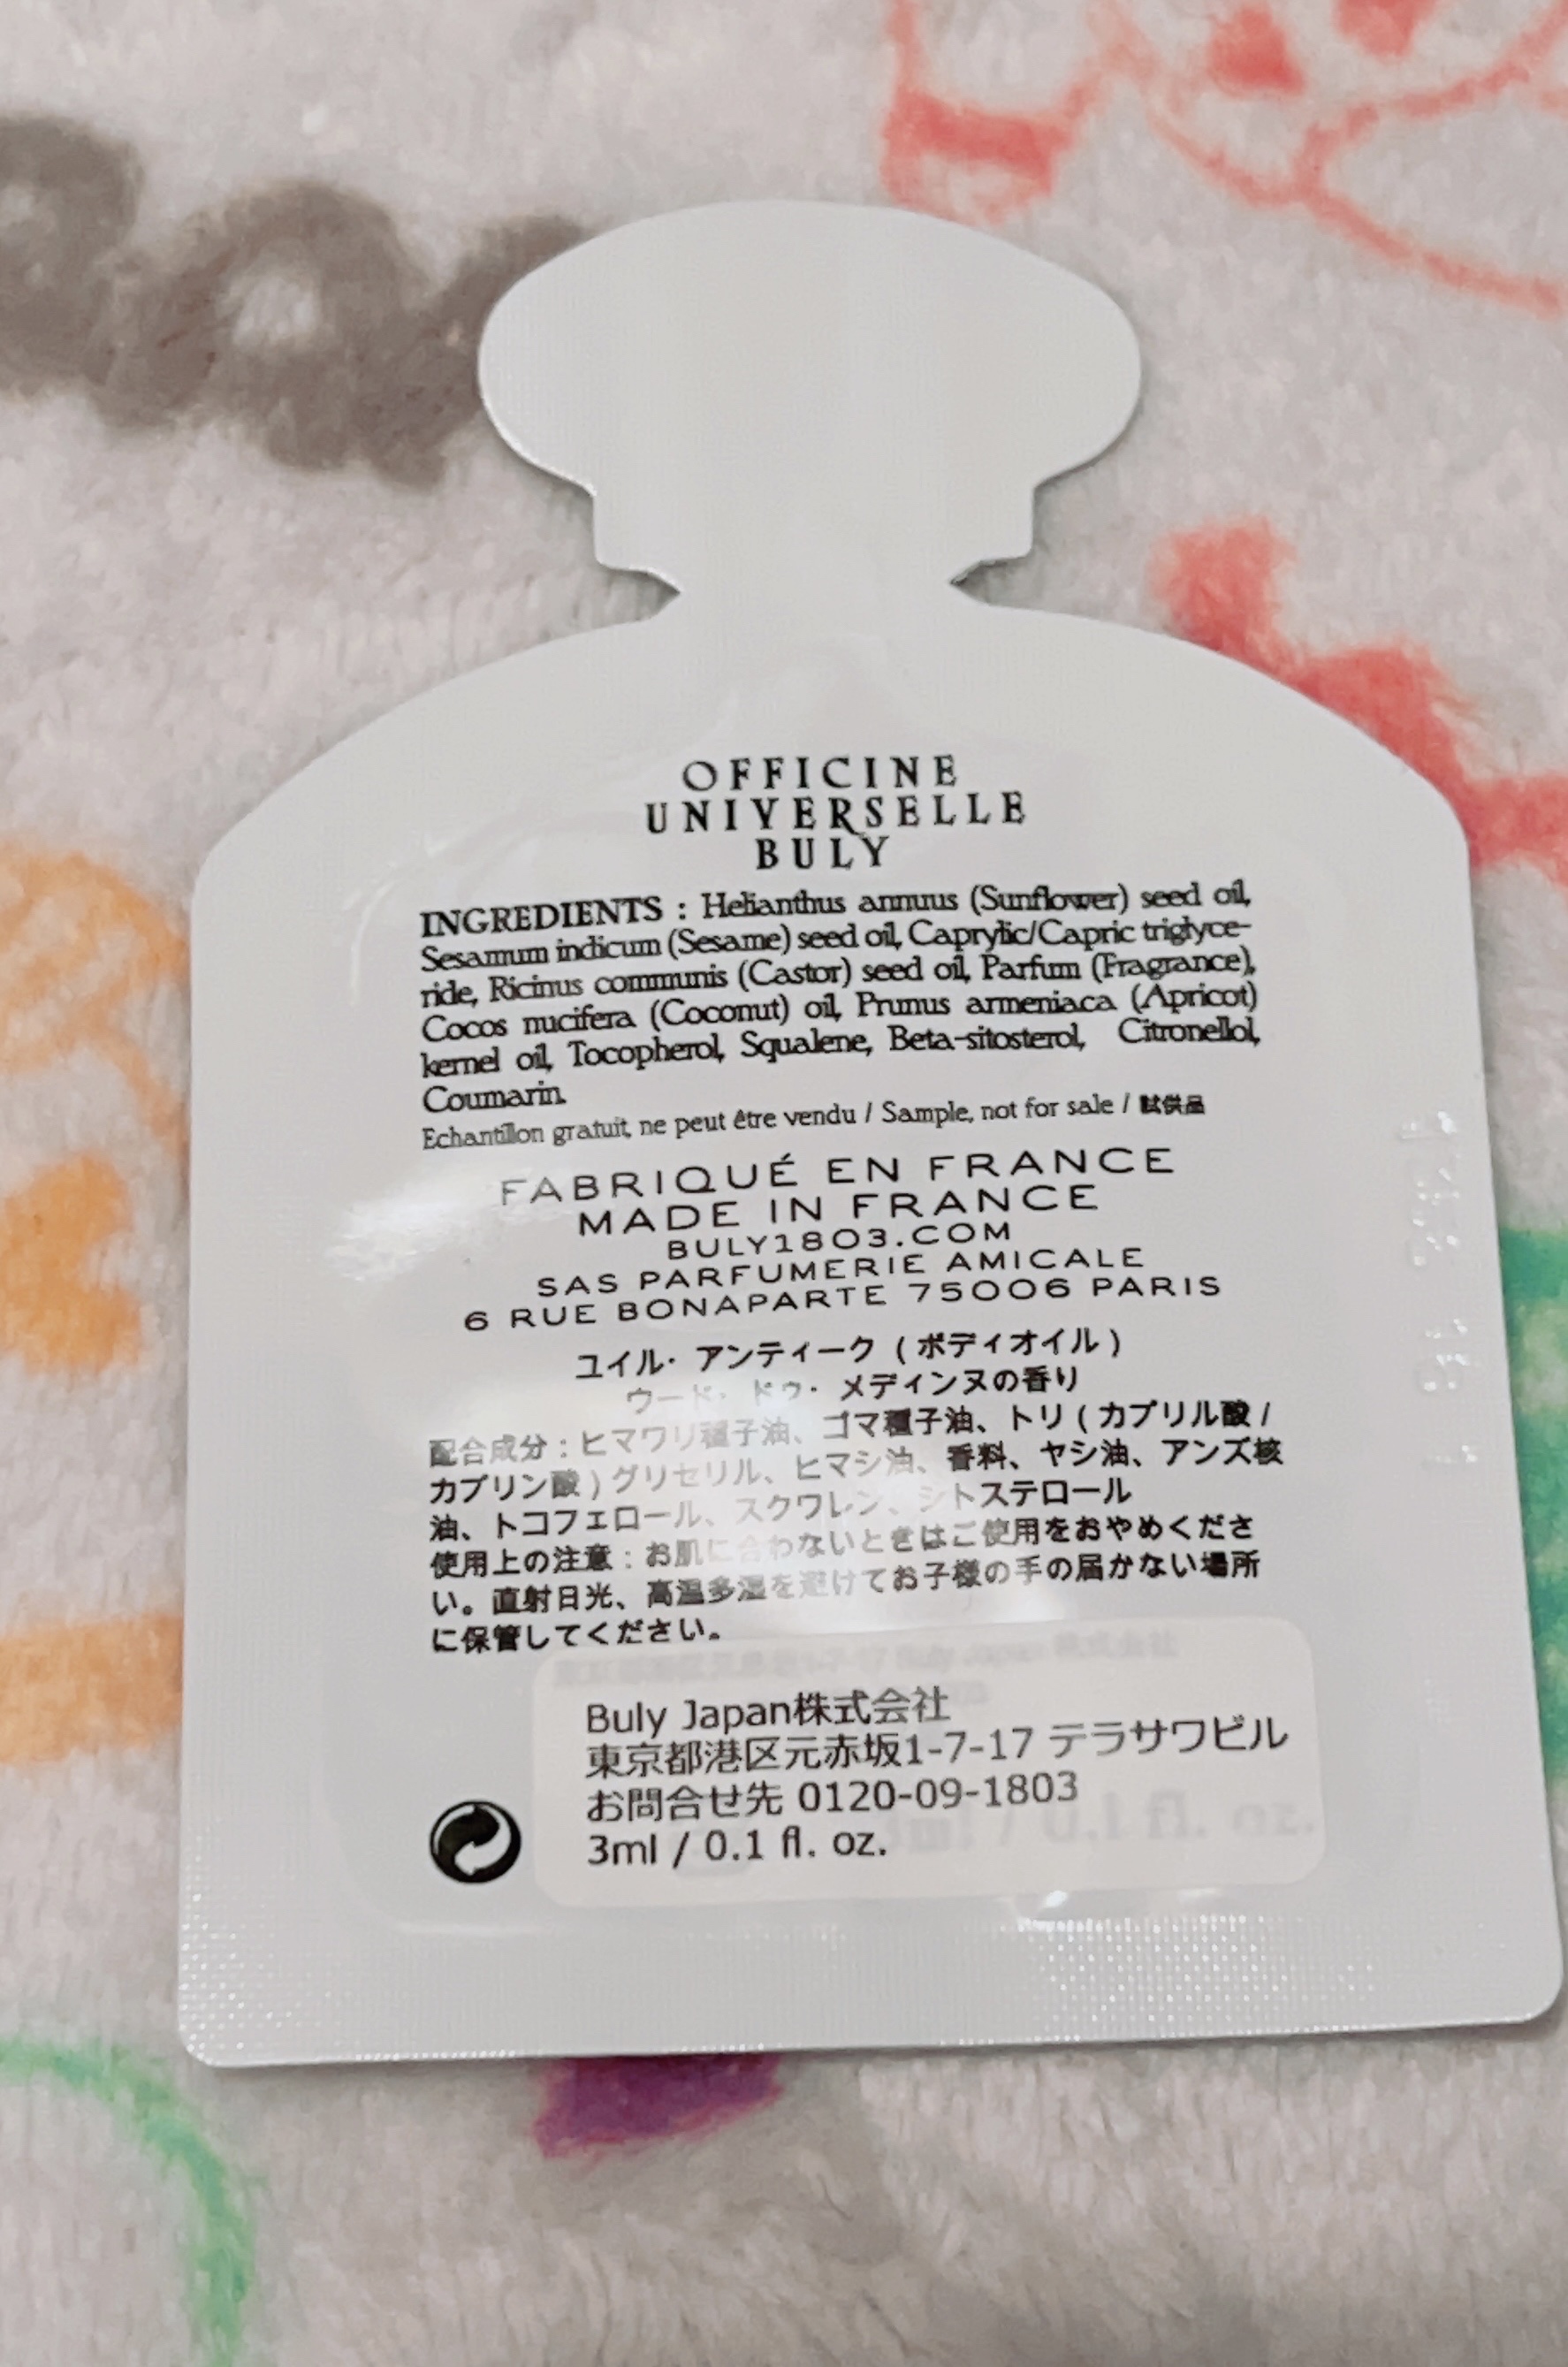 OFFICINE
UNIVERSELLE
BULY
INGREDIENTS : Helianthus annuus (Sunflower) seed oil,
Sesamum indicum (Sesame) seed oil, Caprylic/Capric triglyce-
ride, Ricinus communis (Castor) seed oil, Parfum (Fragrance),
Cocos nucifera (Coconut) oil, Prunus armeniaca (Apricot)
kernel oil, Tocopherol, Squalene, Beta-sitosterol, Citronellol,
Coumarin.
Echantillon gratuit, ne peut être vendu / Sample, not for sale / 試供品
FABRIQUÉ EN FRANCE
MADE IN FRANCE
BULY1803.COM
SAS PARFUMERIE AMICALE
6 RUE BONAPARTE 75006 PARIS
ユイル・アンティーク ( ボディオイル )
ウード・ドゥ・メディンヌの香り
配合成分 : ヒマワリ種子油、ゴマ種子油、トリ ( カプリル酸 /
カプリン酸 ) グリセリル、ヒマシ油、香料、ヤシ油、アンズ核
油、トコフェロール、スクワレン、シトステロール
使用上の注意 : お肌に合わないときはご使用をおやめくださ
い。直射日光、高温多湿を避けてお子様の手の届かない場所
に保管してください。
Buly Japan株式会社
東京都港区元赤坂1-7-17 テラサワビル
お問合せ先 0120-09-1803
3ml / 0.1 fl. oz.